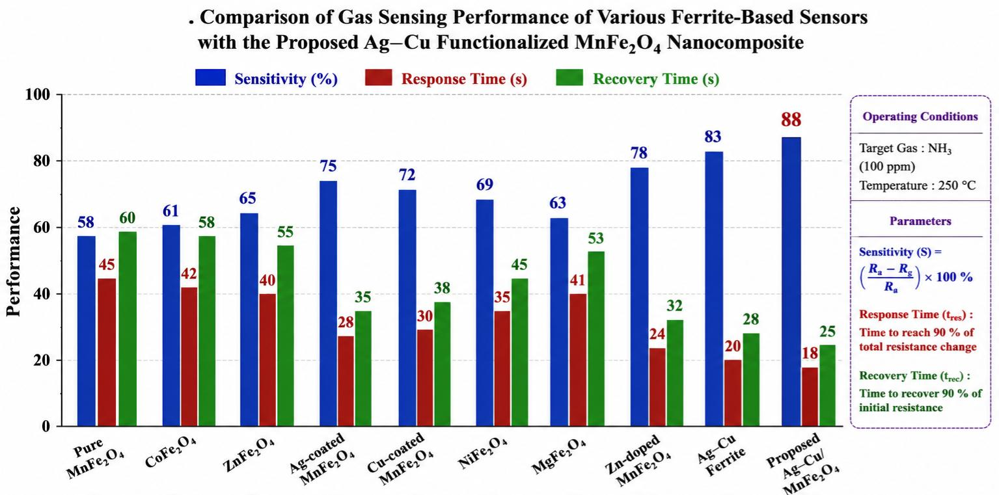 . Comparison of Gas Sensing Performance of Various Ferrite-Based Sensors
with the Proposed Ag–Cu Functionalized MnFe₂O₄ Nanocomposite
Sensitivity (%) Response Time (s) Recovery Time (s)
Performance
100
80
60
40
20
0
58 45 60
61 42 58
65 40 55
75 28 35
72 30 38
69 35 45
63 41 53
78 24 32
83 20 28
88 18 25
Pure
MnFe₂O₄
CoFe₂O₄
ZnFe₂O₄
Ag-coated
MnFe₂O₄
Cu-coated
MnFe₂O₄
NiFe₂O₄
MgFe₂O₄
Zn-doped
MnFe₂O₄
Ag–Cu
Ferrite
Proposed
Ag–Cu/
MnFe₂O₄
Operating Conditions
Target Gas : NH₃
(100 ppm)
Temperature : 250 °C
Parameters
Sensitivity (S) =
(Rₐ − R_g / Rₐ) × 100 %
Response Time (t_res) :
Time to reach 90 % of
total resistance change
Recovery Time (t_rec) :
Time to recover 90 % of
initial resistance